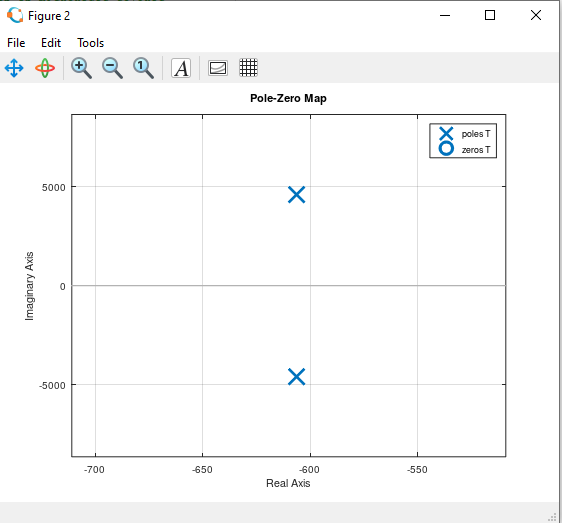 Figure 2
File Edit Tools
Pole-Zero Map
poles T
zeros T
5000
0
-5000
Imaginary Axis
-700 -650 -600 -550
Real Axis